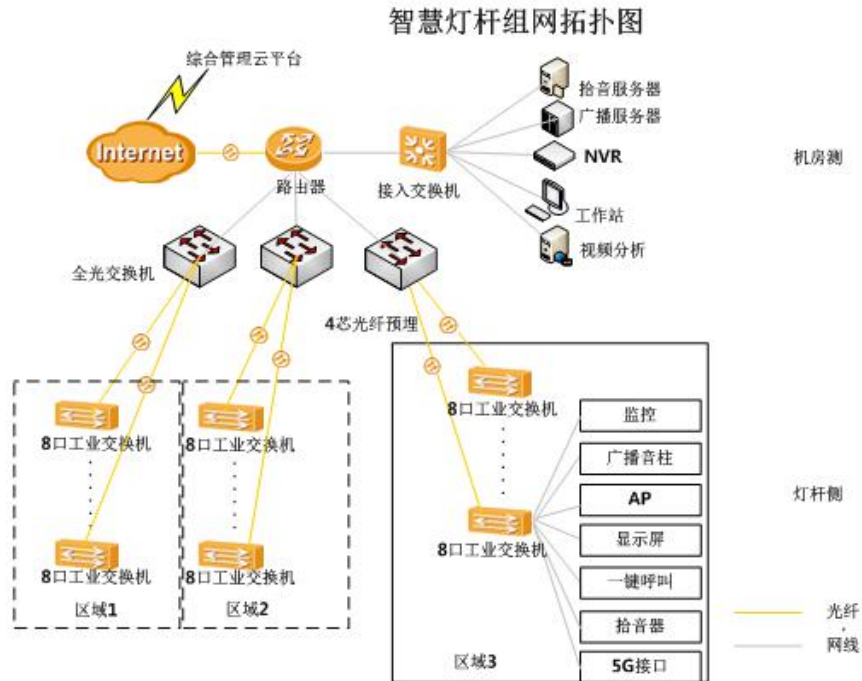 智慧灯杆组网拓扑图
综合管理云平台
Internet
路由器
接入交换机
拾音服务器
广播服务器
NVR
工作站
视频分析
机房测
全光交换机
4芯光纤预埋
8口工业交换机
8口工业交换机
区域1
8口工业交换机
8口工业交换机
区域2
8口工业交换机
8口工业交换机
区域3
监控
广播音柱
AP
显示屏
一键呼叫
拾音器
5G接口
灯杆侧
光纤
网线